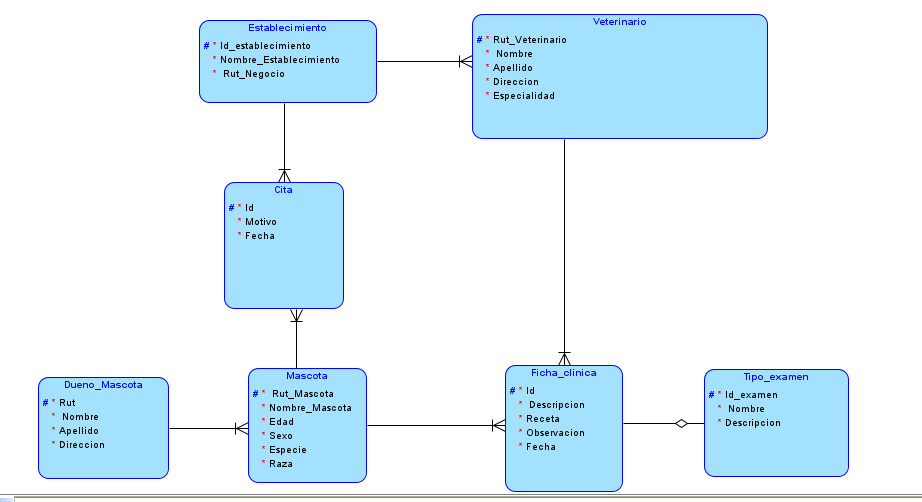 Establecimiento
# * Id_establecimiento
* Nombre_Establecimiento
* Rut_Negocio
Veterinario
# * Rut_Veterinario
* Nombre
* Apellido
* Direccion
* Especialidad
Cita
# * Id
* Motivo
* Fecha
Dueno_Mascota
# * Rut
* Nombre
* Apellido
* Direccion
Mascota
# * Rut_Mascota
* Nombre_Mascota
* Edad
* Sexo
* Especie
* Raza
Ficha_clinica
# * Id
* Descripcion
* Receta
* Observacion
* Fecha
Tipo_examen
# * Id_examen
* Nombre
* Descripcion